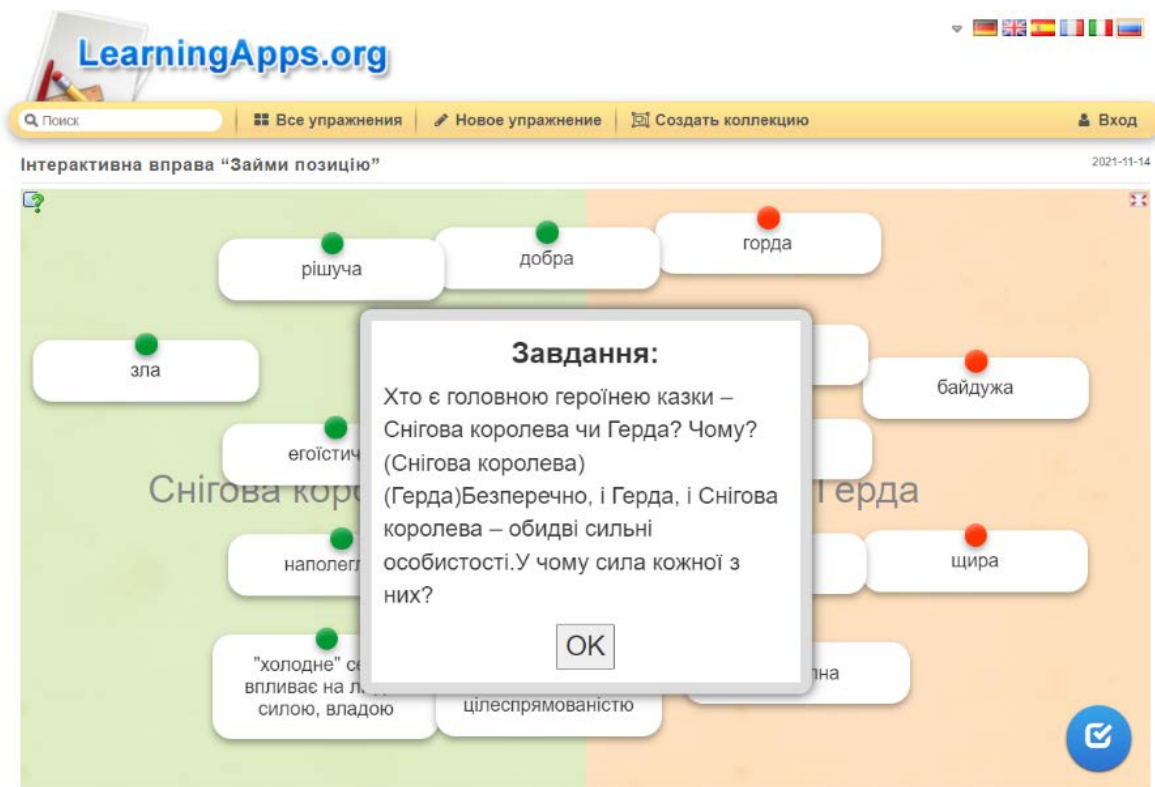 LearningApps.org
Поиск
Все упражнения
Новое упражнение
Создать коллекцию
Вход
Інтерактивна вправа “Займи позицію”
2021-11-14
рішуча
добра
горда
зла
байдужа
Завдання:
Хто є головною героїнею казки –
Снігова королева чи Герда? Чому?
(Снігова королева)
(Герда)Безперечно, і Герда, і Снігова
королева – обидві сильні
особистості.У чому сила кожної з
них?
OK
Снігова
щира
"холодне"
впливає на
силою, владою
цілеспрямованістю